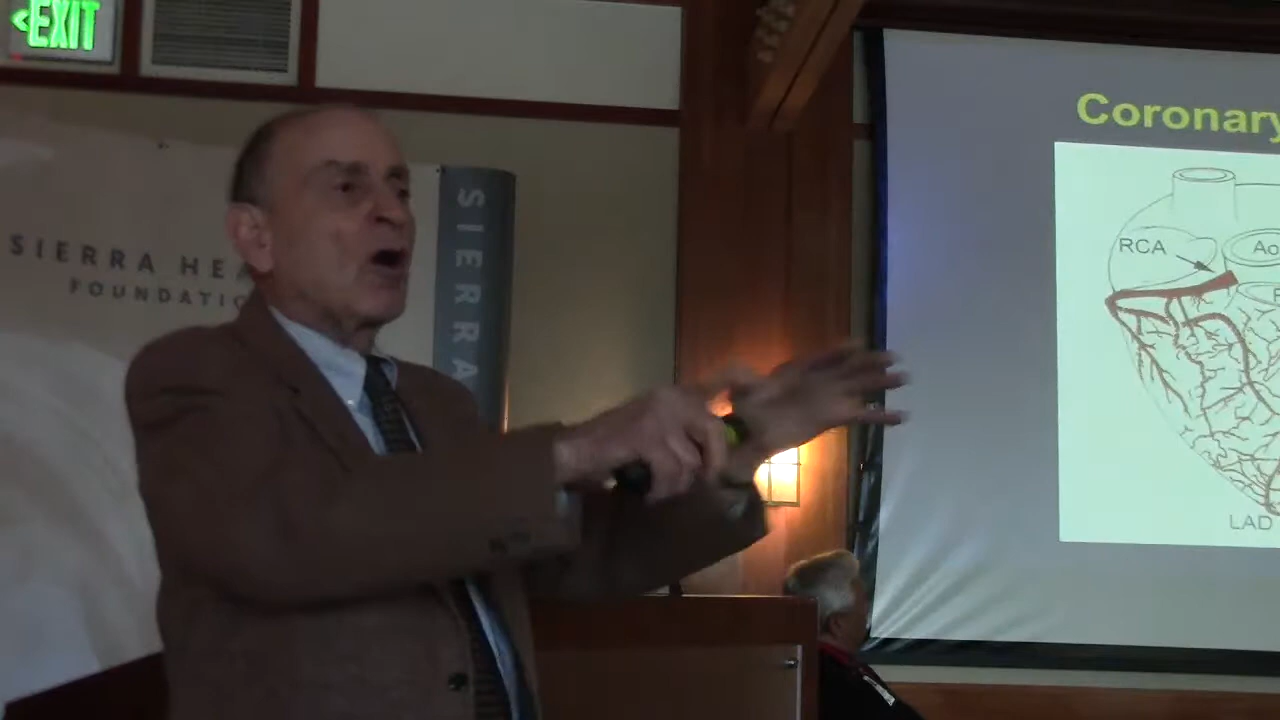 EXIT
SIERRA HEA
FOUNDATIO
SIERRA
Coronary
RCA
Ao
LAD